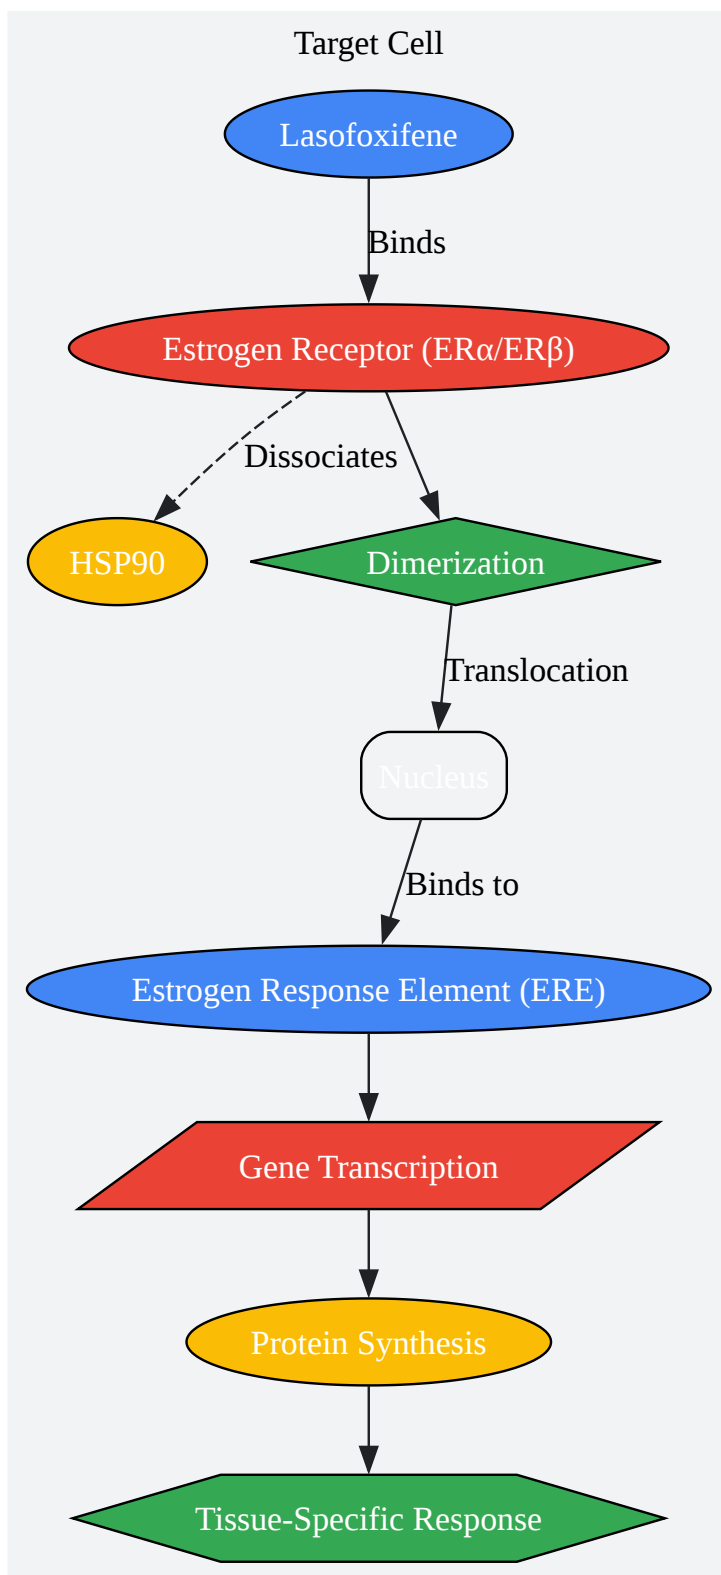 Target Cell
Lasofoxifene
Binds
Estrogen Receptor (ERα/ERβ)
Dissociates
HSP90
Dimerization
Translocation
Nucleus
Binds to
Estrogen Response Element (ERE)
Gene Transcription
Protein Synthesis
Tissue-Specific Response